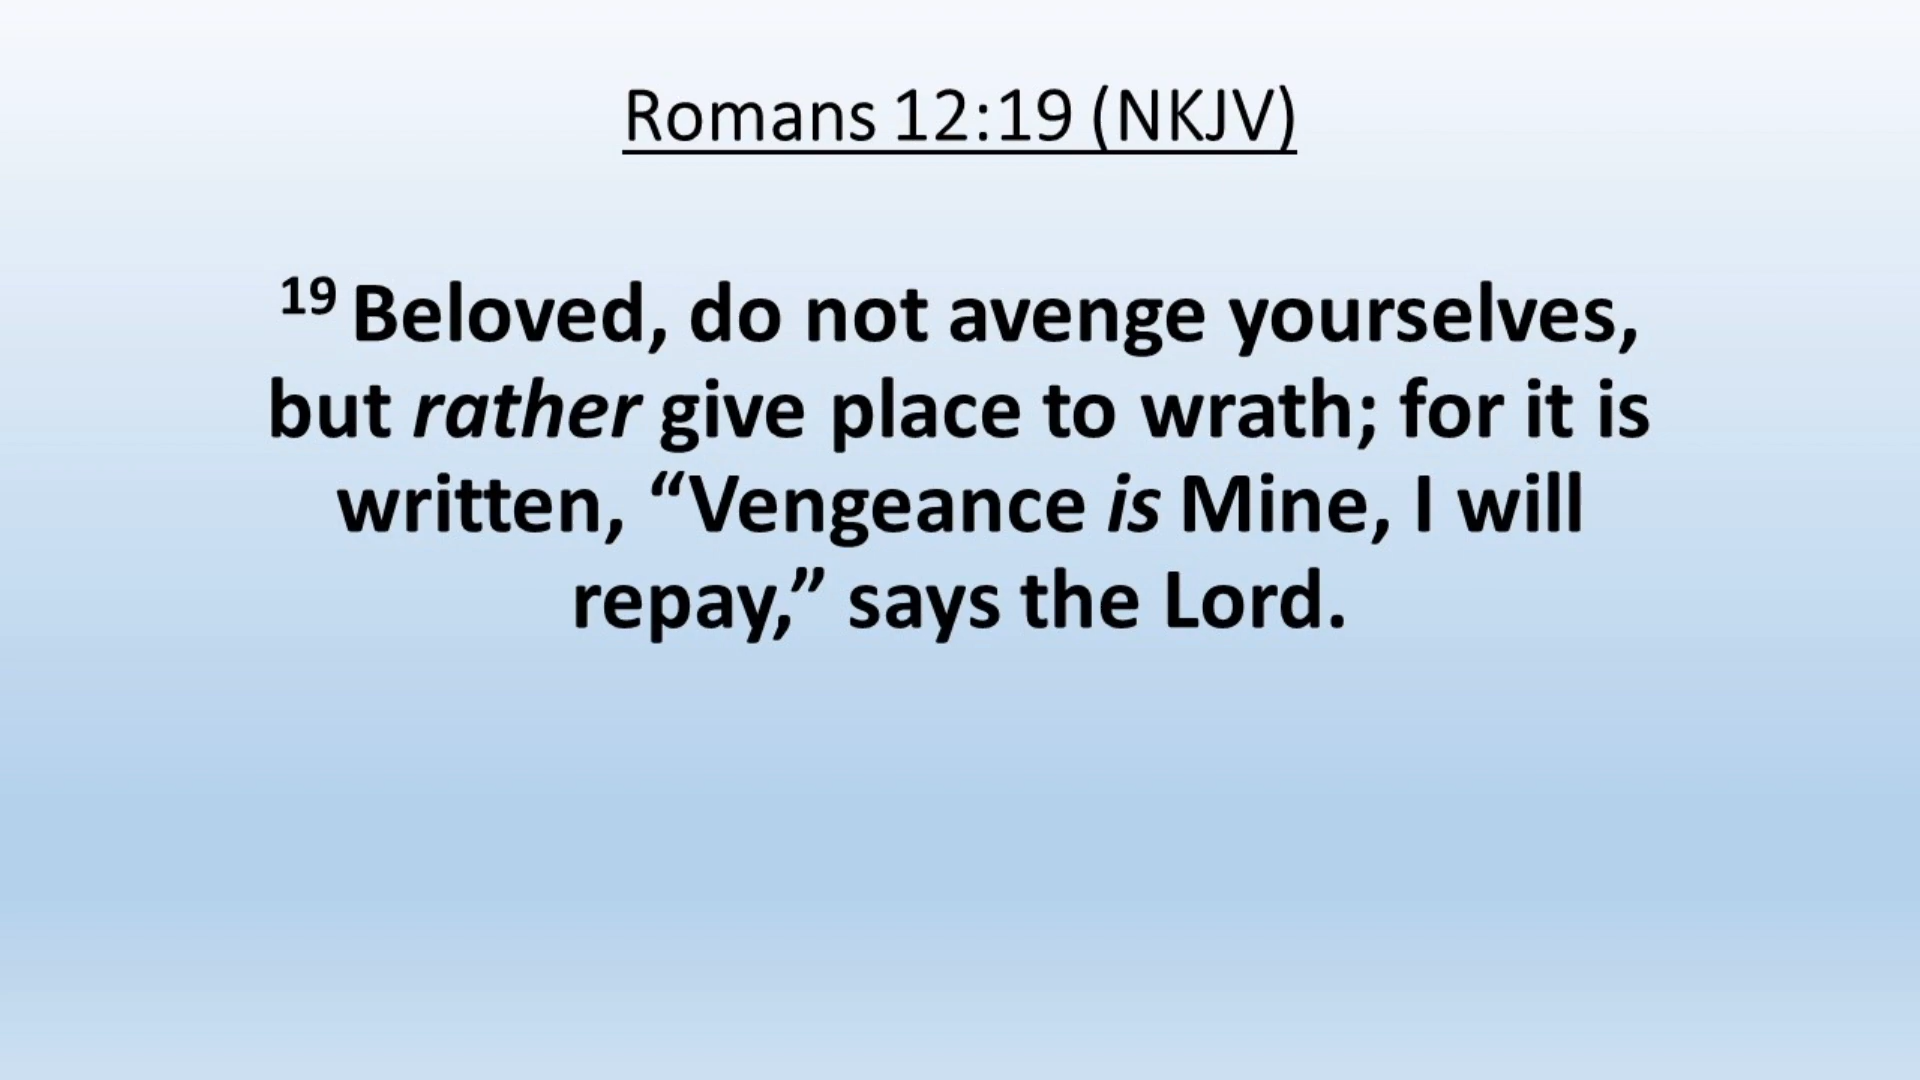 Romans 12:19 (NKJV)
19 Beloved, do not avenge yourselves,
but rather give place to wrath; for it is
written, “Vengeance is Mine, I will
repay,” says the Lord.